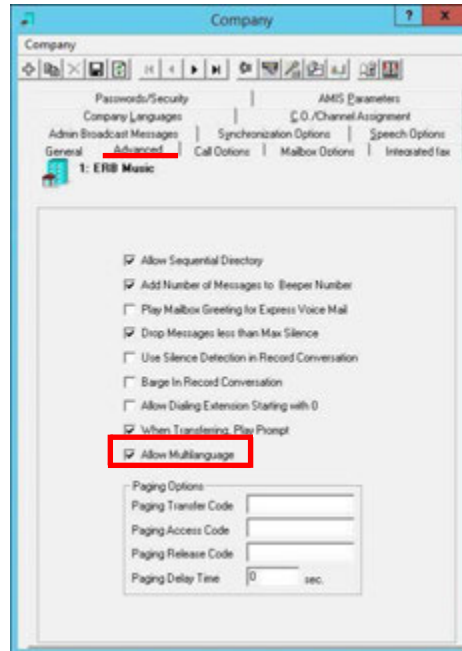 Company
? x
Company
Passwords/Security AMIS Parameters
Company Languages C.O./Channel Assignment
Admin Broadcast Messages Synchronization Options Speech Options
General Advanced Call Options Mailbox Options Integrated fax
1: ERB Music
Allow Sequential Directory
Add Number of Messages to Beeper Number
Play Mailbox Greeting for Express Voice Mail
Drop Messages less than Max Silence
Use Silence Detection in Record Conversation
Barge In Record Conversation
Allow Dialing Extension Starting with 0
When Transferring, Play Prompt
Allow Multilanguage
Paging Options
Paging Transfer Code
Paging Access Code
Paging Release Code
Paging Delay Time 0 sec.